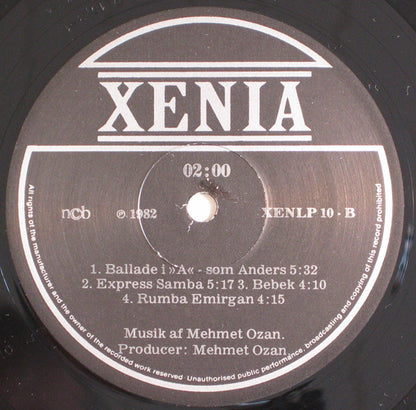 XENIA
02:00
ncb
℗ 1982
XENLP 10 - B
1. Ballade i »A« - som Anders 5:32
2. Express Samba 5:17 3. Bebek 4:10
4. Rumba Emirgan 4:15
Musik af Mehmet Ozan.
Producer: Mehmet Ozan
All rights of the manufacturer and the owner of the recorded work reserved Unauthorised public performance, broadcasting and copying of this record prohibited